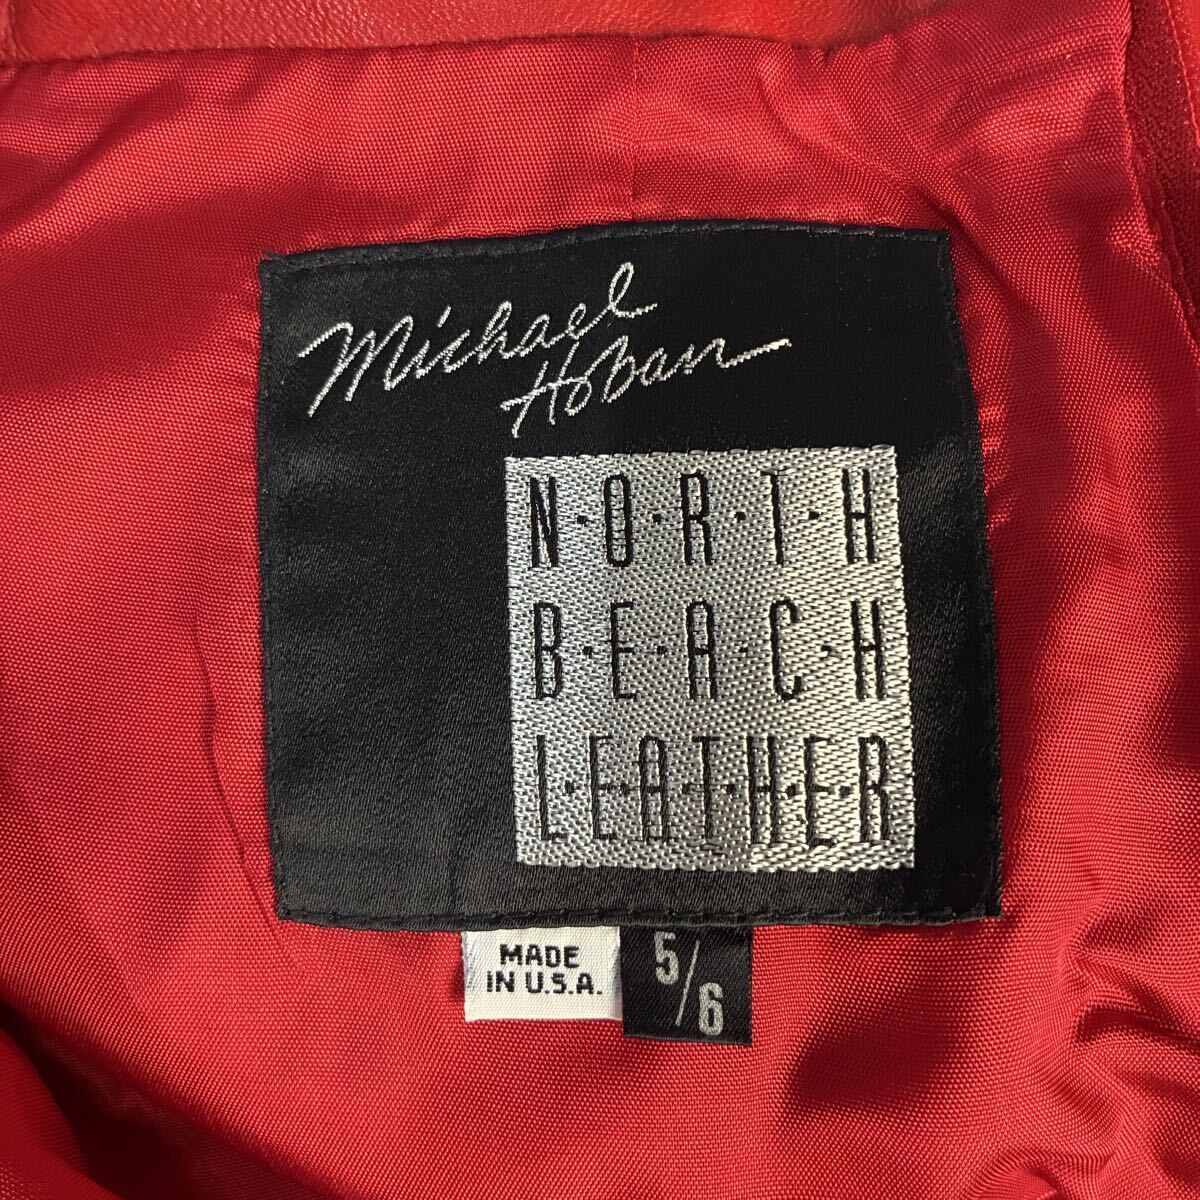 Michael
Hoban
N·O·R·T·H
B·E·A·C·H
L·E·A·T·H·E·R
MADE
IN U.S.A.
5/6